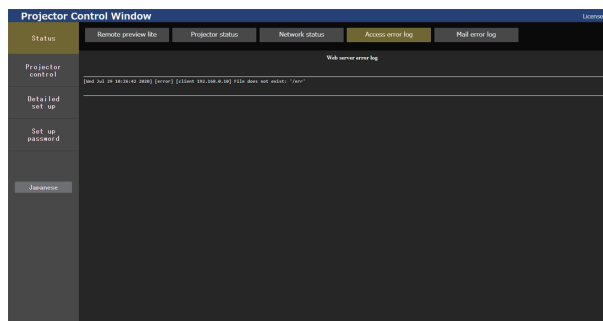 Projector Control Window
License
Status
Remote preview lite
Projector status
Network status
Access error log
Mail error log
Web server error log
[Wed Jul 29 10:26:42 2020] [error] [client 192.168.0.10] File does not exist: '/err'
Projector
control
Detailed
set up
Set up
password
Japanese